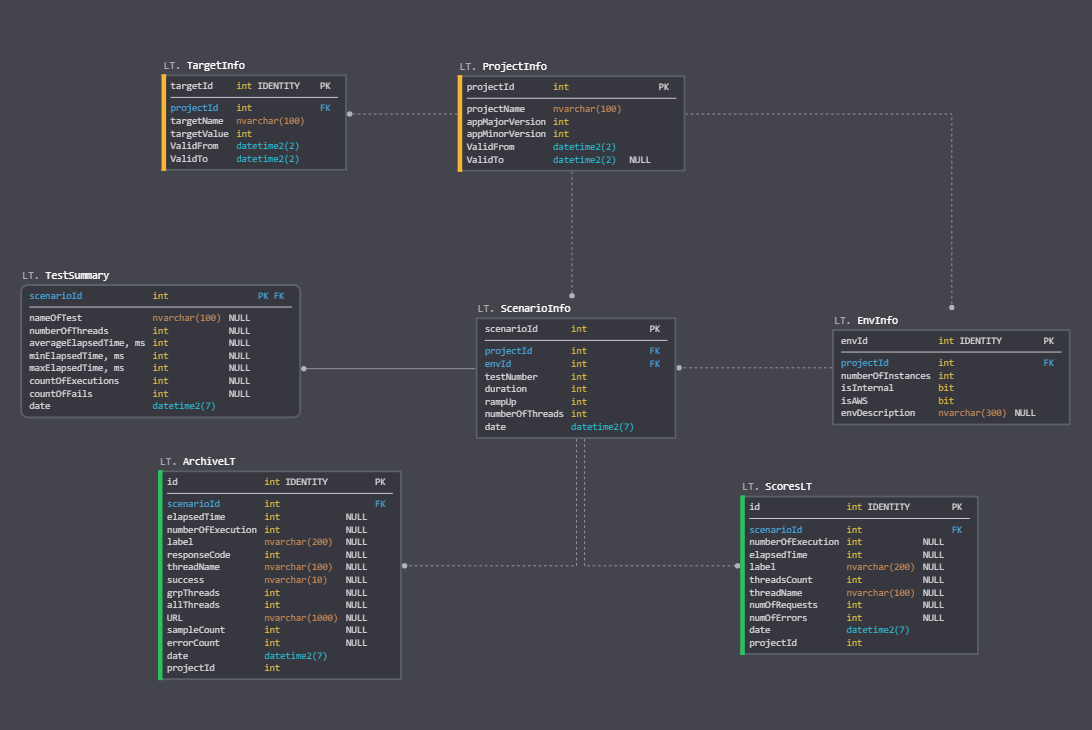 LT. TargetInfo
targetId int IDENTITY PK
projectId int FK
targetName nvarchar(100)
targetValue int
ValidFrom datetime2(2)
ValidTo datetime2(2)
LT. ProjectInfo
projectId int PK
projectName nvarchar(100)
appMajorVersion int
appMinorVersion int
ValidFrom datetime2(2)
ValidTo datetime2(2) NULL
LT. TestSummary
scenarioId int PK FK
nameOfTest nvarchar(100) NULL
numberOfThreads int NULL
averageElapsedTime, ms int NULL
minElapsedTime, ms int NULL
maxElapsedTime, ms int NULL
countOfExecutions int NULL
countOfFails int NULL
date datetime2(7)
LT. ScenarioInfo
scenarioId int PK
projectId int FK
envId int FK
testNumber int
duration int
rampUp int
numberOfThreads int
date datetime2(7)
LT. EnvInfo
envId int IDENTITY PK
projectId int FK
numberOfInstances int
isInternal bit
isAWS bit
envDescription nvarchar(300) NULL
LT. ArchiveLT
id int IDENTITY PK
scenarioId int FK
elapsedTime int NULL
numberOfExecution int NULL
label nvarchar(200) NULL
responseCode int NULL
threadName nvarchar(100) NULL
success nvarchar(10) NULL
grpThreads int NULL
allThreads int NULL
URL nvarchar(1000) NULL
sampleCount int NULL
errorCount int NULL
date datetime2(7)
projectId int
LT. ScoresLT
id int IDENTITY PK
scenarioId int FK
numberOfExecution int NULL
elapsedTime int NULL
label nvarchar(200) NULL
threadsCount int NULL
threadName nvarchar(100) NULL
numOfRequests int NULL
numOfErrors int NULL
date datetime2(7)
projectId int